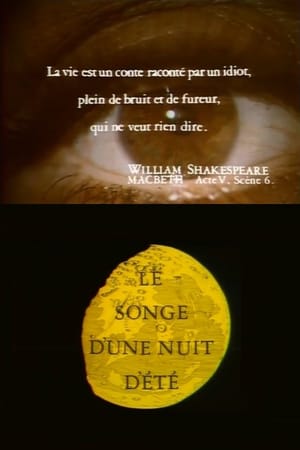 La vie est un conte raconté par un idiot,
plein de bruit et de fureur,
qui ne veut rien dire.
WILLIAM SHAKESPEARE
MACBETH. Acte V, Scène 6.
LE
SONGE
D'UNE NUIT
D'ÉTÉ